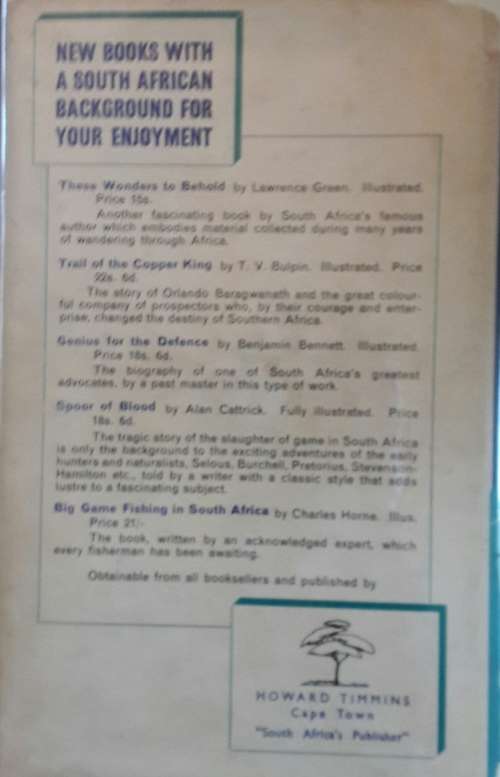 NEW BOOKS WITH
A SOUTH AFRICAN
BACKGROUND FOR
YOUR ENJOYMENT
These Wonders to Behold by Lawrence Green. Illustrated.
Price 18s.
Another fascinating book by South Africa's famous
author which embodies material collected during many years
of wandering through Africa.
Trail of the Copper King by T. V. Bulpin. Illustrated. Price
22s. 6d.
The story of Orlando Baragwanath and the great colour-
ful company of prospectors who, by their courage and enter-
prise, changed the destiny of Southern Africa.
Genius for the Defence by Benjamin Bennett. Illustrated.
Price 18s. 6d.
The biography of one of South Africa's greatest
advocates, by a past master in this type of work.
Spoor of Blood by Alan Cattrick. Fully illustrated. Price
18s. 6d.
The tragic story of the slaughter of game in South Africa
is only the background to the exciting adventures of the early
hunters and naturalists, Selous, Burchell, Pretorius, Stevenson-
Hamilton etc., told by a writer with a classic style that adds
lustre to a fascinating subject.
Big Game Fishing in South Africa by Charles Horne. Illus.
Price 21/-
The book, written by an acknowledged expert, which
every fisherman has been awaiting.
Obtainable from all booksellers and published by
HOWARD TIMMINS
Cape Town
"South Africa's Publisher"